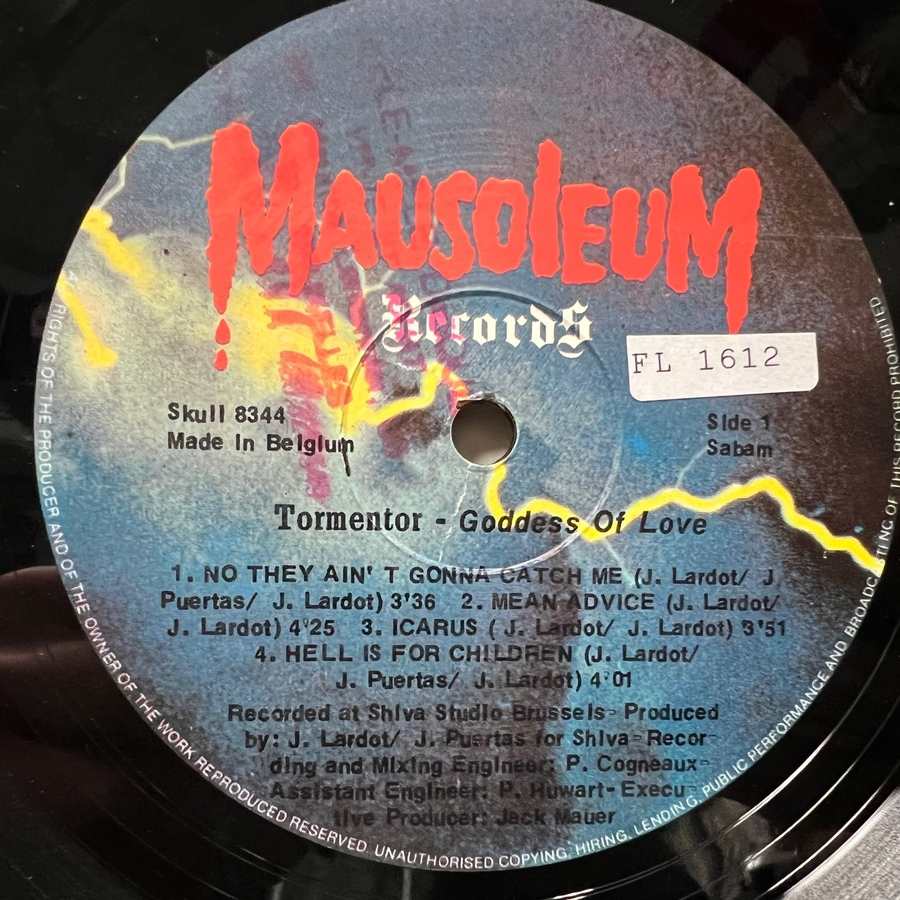 MAUSOLEUM
Records
FL 1612
Skull 8344
Made In Belgium
Side 1
Sabam
Tormentor - Goddess Of Love
1. NO THEY AIN' T GONNA CATCH ME (J. Lardot/ J.
Puertas/ J. Lardot) 3'36 2. MEAN ADVICE (J. Lardot/
J. Lardot) 4'25 3. ICARUS ( J. Lardot/ J. Lardot) 3'51
4. HELL IS FOR CHILDREN (J. Lardot/
J. Puertas/ J. Lardot) 4'01
Recorded at Shiva Studio Brussels- Produced
by: J. Lardot/ J. Puertas for Shiva-Recor-
ding and Mixing Engineer: P. Cogneaux-
Assistant Engineer: P. Huwart-Execu-
tive Producer: Jack Mauer
RIGHTS OF THE PRODUCER AND OF THE OWNER OF THE WORK REPRODUCED RESERVED. UNAUTHORISED COPYING, HIRING, LENDING, PUBLIC PERFORMANCE AND BROADCASTING OF THIS RECORD PROHIBITED